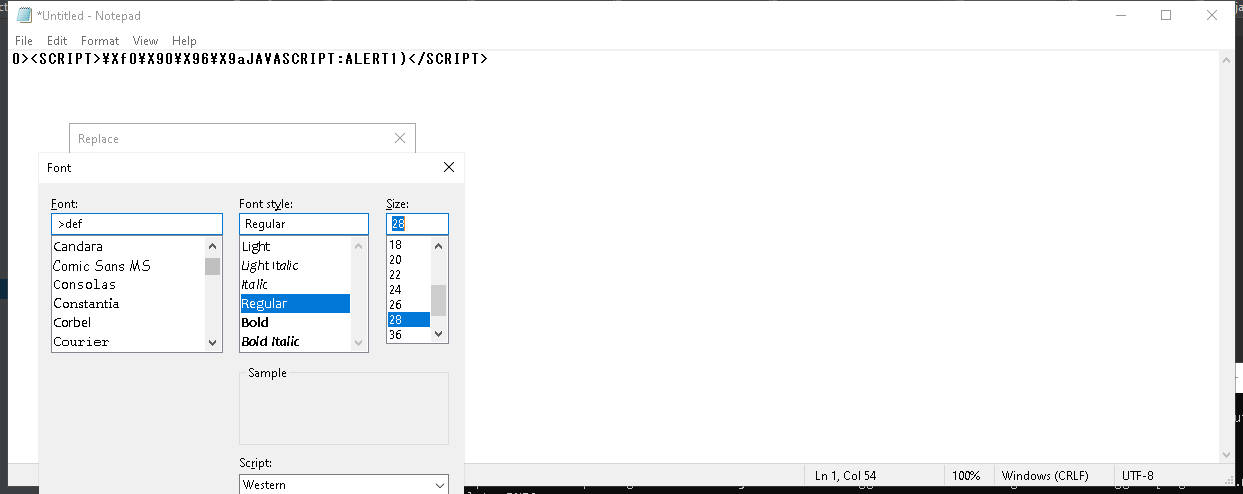 *Untitled - Notepad
File Edit Format View Help
0><SCRIPT>¥Xf0¥X90¥X96¥X9aJAVASCRIPT:ALERT1)</SCRIPT>
Replace
Font
Font: Font style: Size:
>def Regular 28
Candara Light 18
Comic Sans MS Light Italic 20
Consolas Italic 22
Constantia Regular 24
Corbel Bold 26
Courier Bold Italic 28
36
Sample
Script:
Western
Ln 1, Col 54 100% Windows (CRLF) UTF-8